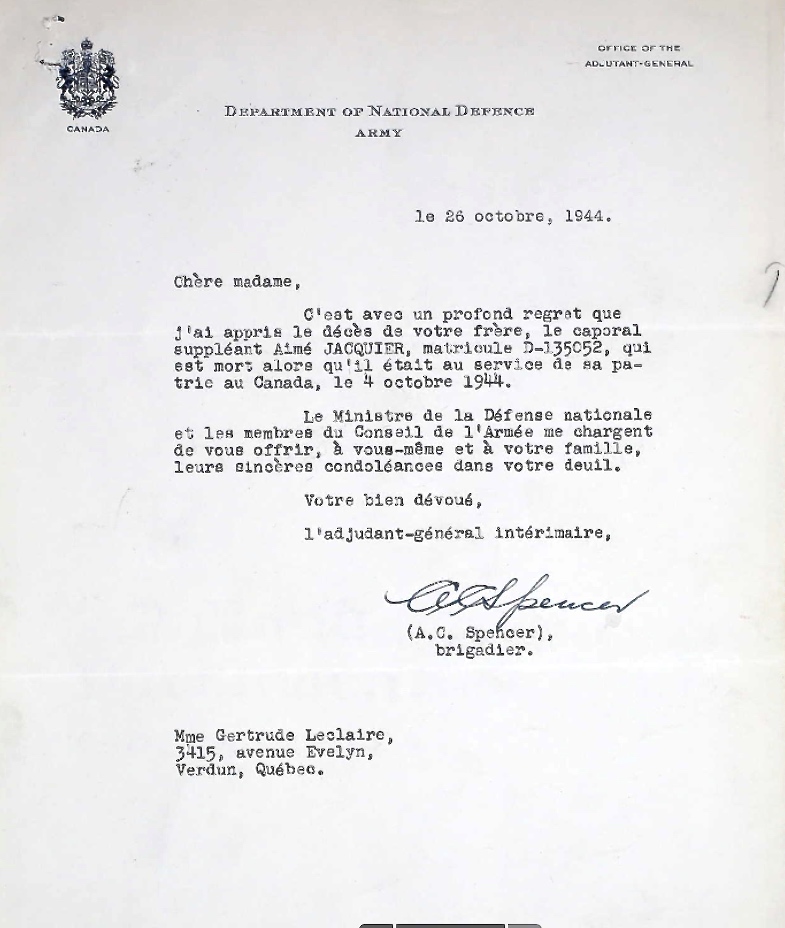 OFFICE OF THE
ADJUTANT-GENERAL
CANADA
DEPARTMENT OF NATIONAL DEFENCE
ARMY
le 26 octobre, 1944.
Chère madame,
C'est avec un profond regret que
j'ai appris le décès de votre frère, le caporal
suppléant Aimé JACQUIER, matricule D-135052, qui
est mort alors qu'il était au service de sa pa-
trie au Canada, le 4 octobre 1944.
Le Ministre de la Défense nationale
et les membres du Conseil de l'Armée me chargent
de vous offrir, à vous-même et à votre famille,
leurs sincères condoléances dans votre deuil.
Votre bien dévoué,
l'adjudant-général intérimaire,
A C Spencer
(A.C. Spencer),
brigadier.
Mme Gertrude Leclaire,
3415, avenue Evelyn,
Verdun, Québec.